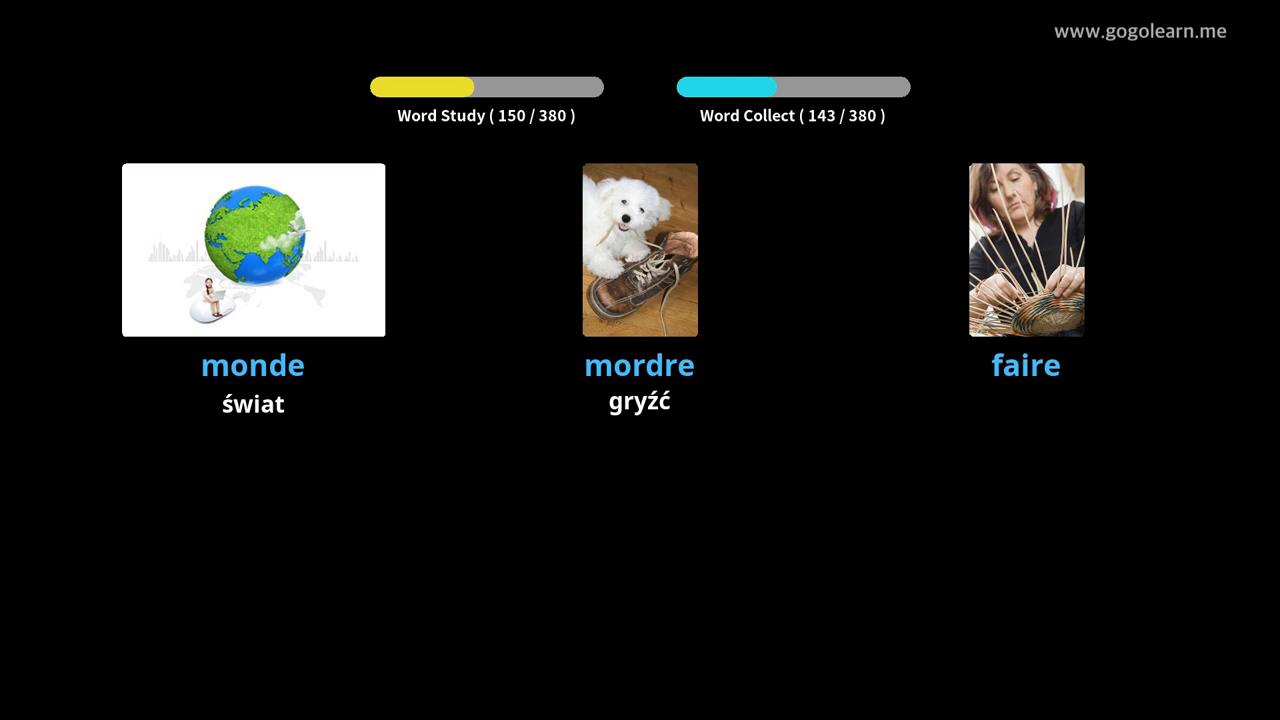 www.gogolearn.me
Word Study ( 150 / 380 )
Word Collect ( 143 / 380 )
monde
świat
mordre
gryźć
faire